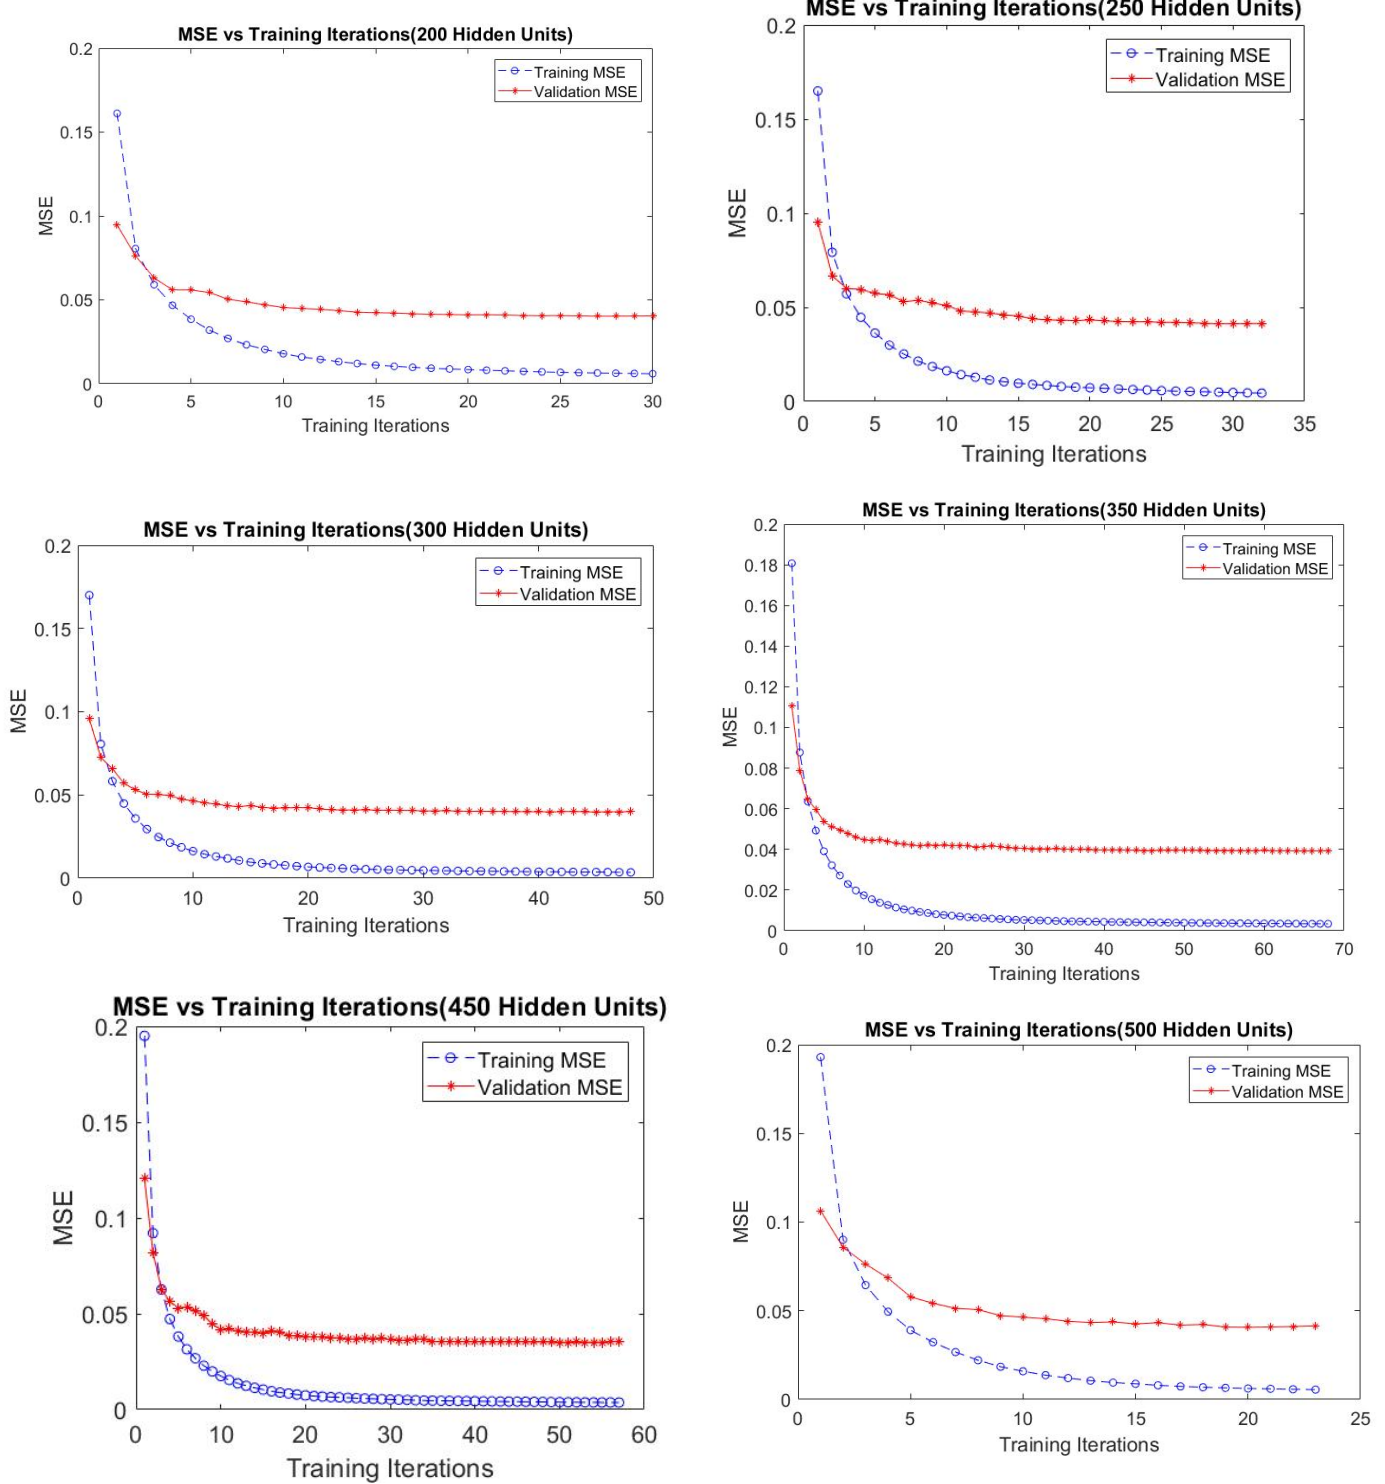 MSE vs Training Iterations(200 Hidden Units)
0.2
0.15
0.1
0.05
0
MSE
Training MSE
Validation MSE
0 5 10 15 20 25 30
Training Iterations
MSE vs Training Iterations(250 Hidden Units)
0.2
0.15
0.1
0.05
0
MSE
Training MSE
Validation MSE
0 5 10 15 20 25 30 35
Training Iterations
MSE vs Training Iterations(300 Hidden Units)
0.2
0.15
0.1
0.05
0
MSE
Training MSE
Validation MSE
0 10 20 30 40 50
Training Iterations
MSE vs Training Iterations(350 Hidden Units)
0.2
0.18
0.16
0.14
0.12
0.1
0.08
0.06
0.04
0.02
0
MSE
Training MSE
Validation MSE
0 10 20 30 40 50 60 70
Training Iterations
MSE vs Training Iterations(450 Hidden Units)
0.2
0.15
0.1
0.05
0
MSE
Training MSE
Validation MSE
0 10 20 30 40 50 60
Training Iterations
MSE vs Training Iterations(500 Hidden Units)
0.2
0.15
0.1
0.05
0
MSE
Training MSE
Validation MSE
0 5 10 15 20 25
Training Iterations